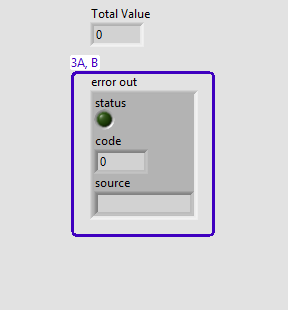 Total Value
0
3A, B
error out
status
code
0
source